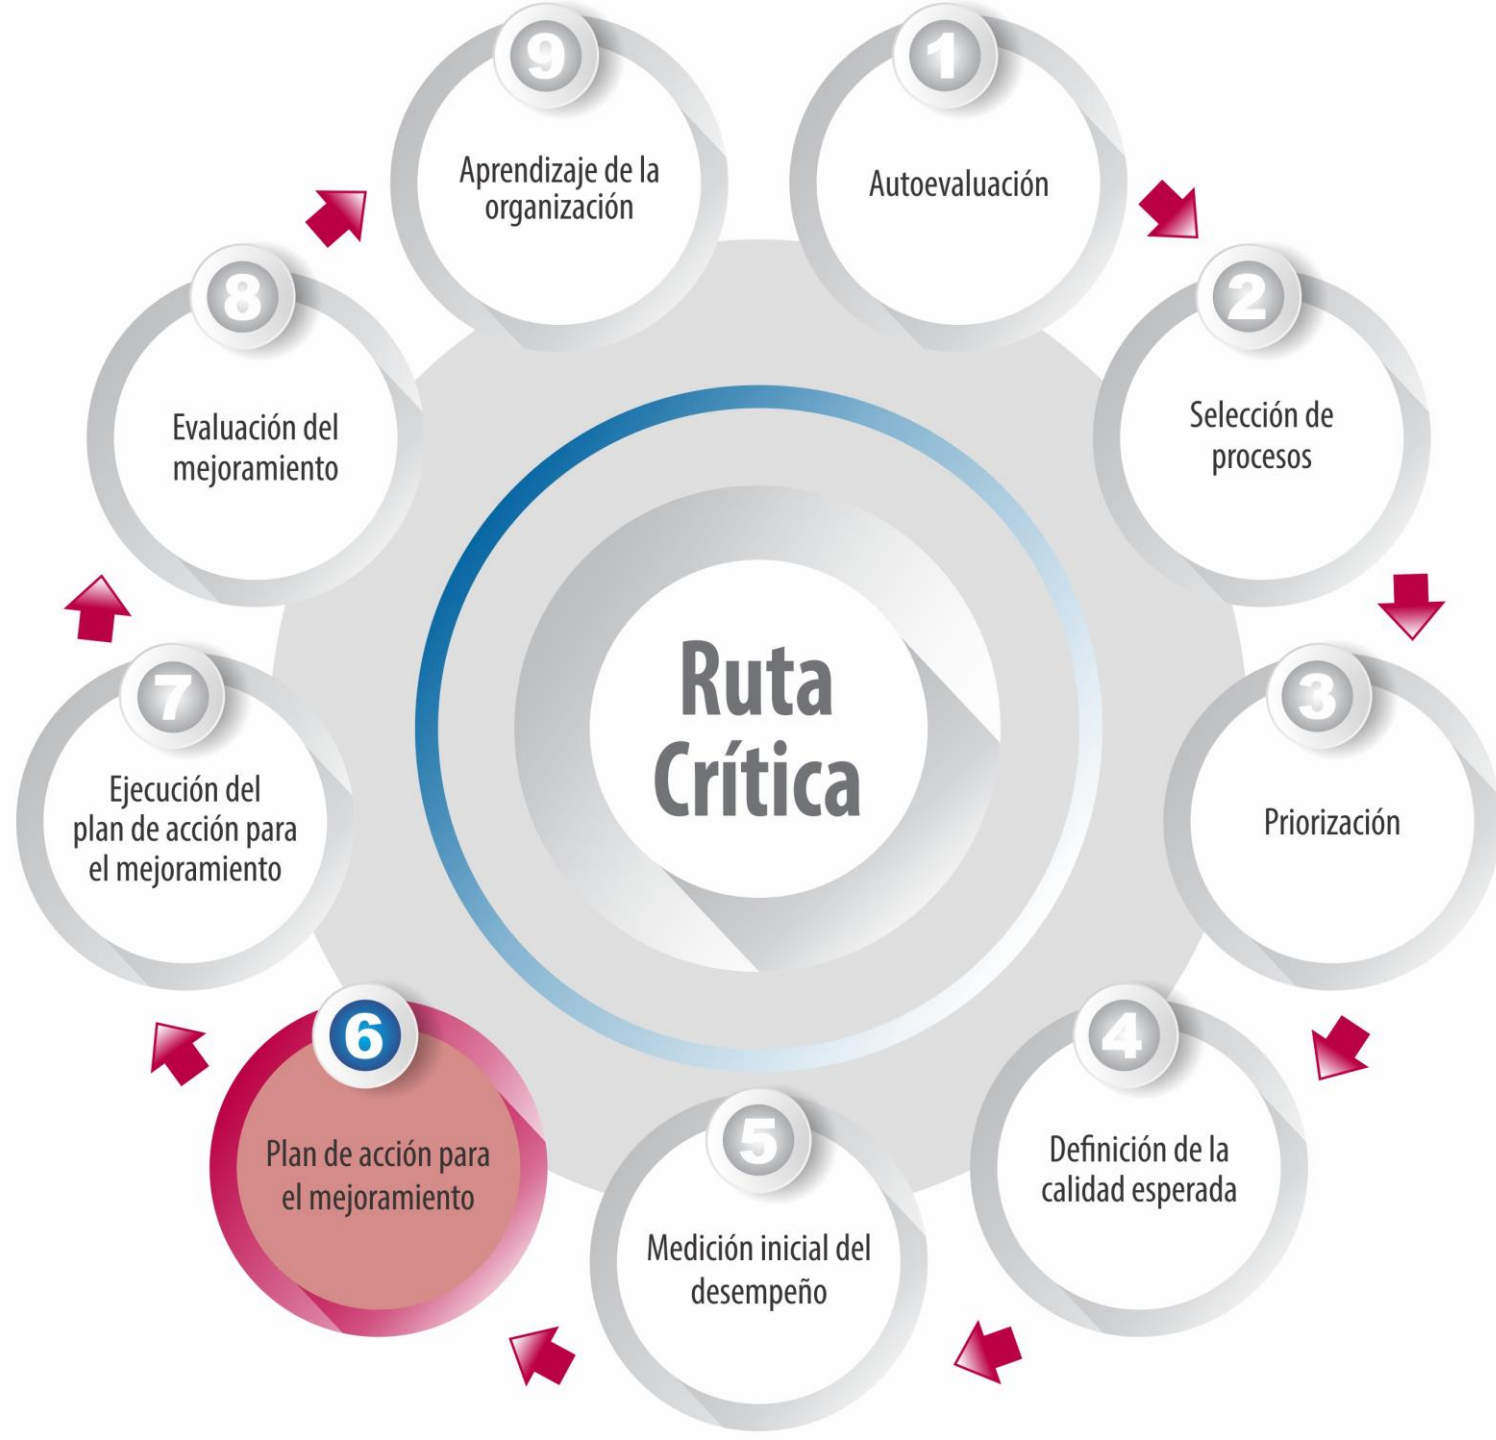 Ruta
Crítica
1
Autoevaluación
2
Selección de
procesos
3
Priorización
4
Definición de la
calidad esperada
5
Medición inicial del
desempeño
6
Plan de acción para
el mejoramiento
7
Ejecución del
plan de acción para
el mejoramiento
8
Evaluación del
mejoramiento
9
Aprendizaje de la
organización